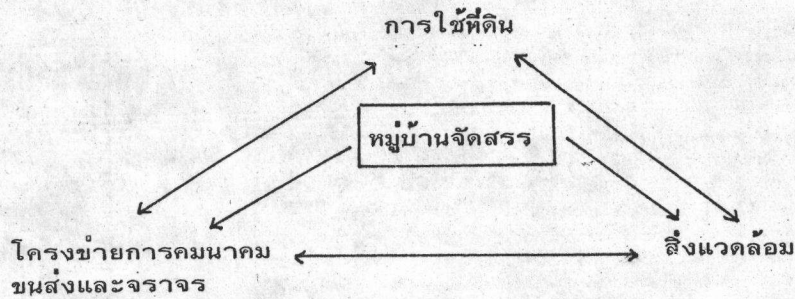 การใช้ที่ดิน
หมู่บ้านจัดสรร
โครงข่ายการคมนาคม
ขนส่งและจราจร
สิ่งแวดล้อม